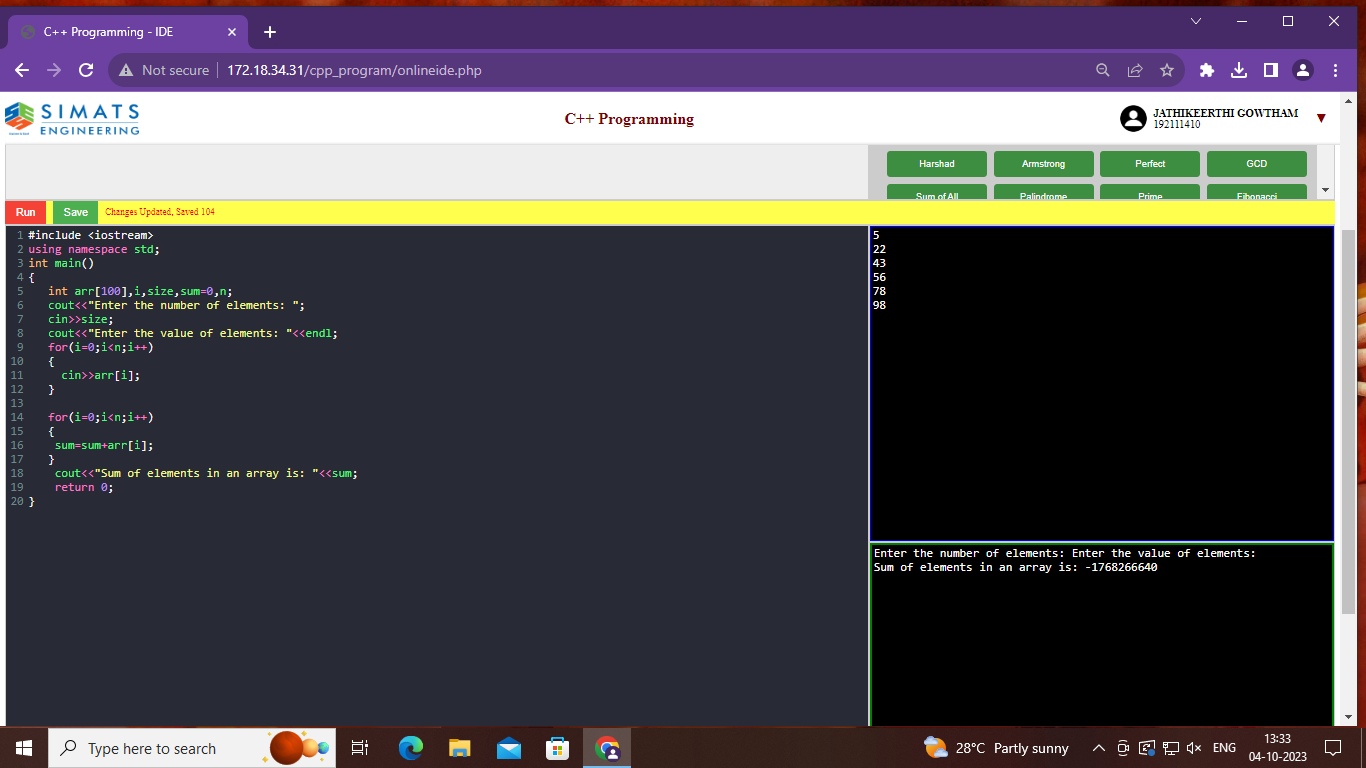 C++ Programming - IDE
Not secure 172.18.34.31/cpp_program/onlineide.php
SIMATS
ENGINEERING
C++ Programming
JATHIKEERTHI GOWTHAM
192111410
Harshad Armstrong Perfect GCD
Sum of All Palindrome Prime Fibonacci
Run Save Changes Updated, Saved 104
1 #include <iostream>
2 using namespace std;
3 int main()
4 {
5 int arr[100],i,size,sum=0,n;
6 cout<<"Enter the number of elements: ";
7 cin>>size;
8 cout<<"Enter the value of elements: "<<endl;
9 for(i=0;i<n;i++)
10 {
11 cin>>arr[i];
12 }
13
14 for(i=0;i<n;i++)
15 {
16 sum=sum+arr[i];
17 }
18 cout<<"Sum of elements in an array is: "<<sum;
19 return 0;
20 }
5
22
43
56
78
98
Enter the number of elements: Enter the value of elements:
Sum of elements in an array is: -1768266640
Type here to search
28°C Partly sunny
ENG
13:33
04-10-2023